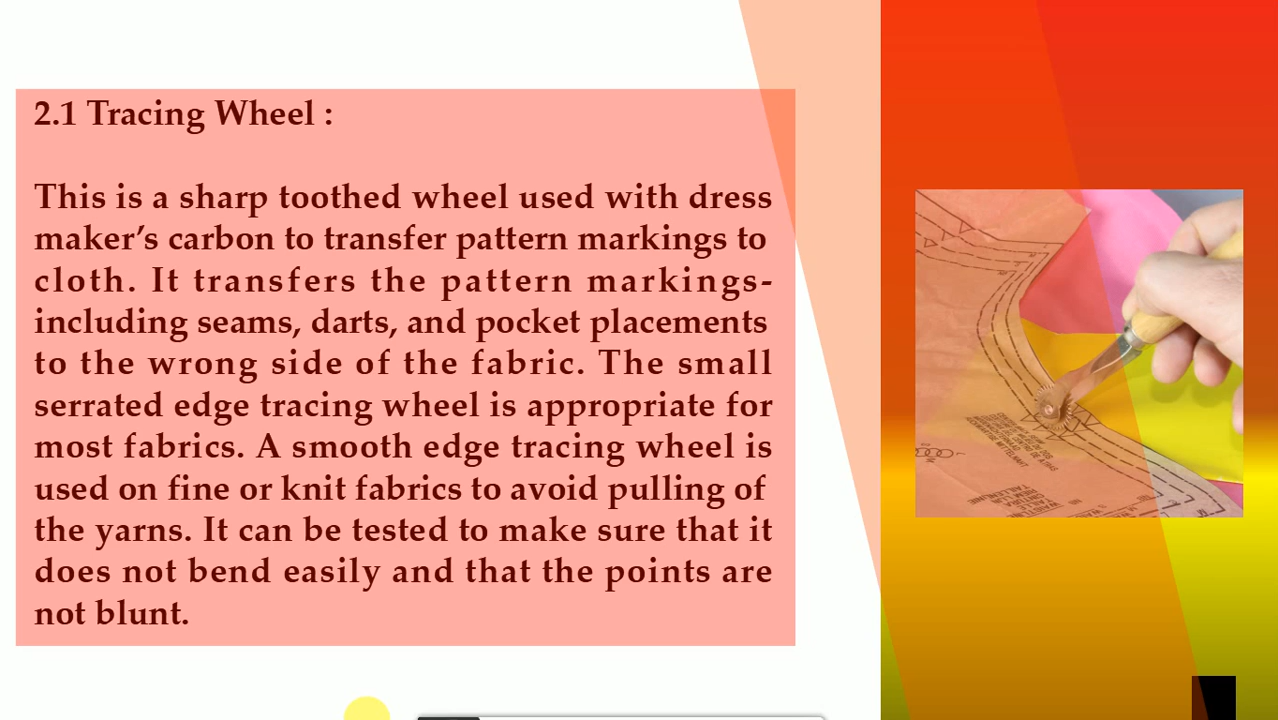 2.1 Tracing Wheel :
This is a sharp toothed wheel used with dress
maker’s carbon to transfer pattern markings to
cloth. It transfers the pattern markings-
including seams, darts, and pocket placements
to the wrong side of the fabric. The small
serrated edge tracing wheel is appropriate for
most fabrics. A smooth edge tracing wheel is
used on fine or knit fabrics to avoid pulling of
the yarns. It can be tested to make sure that it
does not bend easily and that the points are
not blunt.